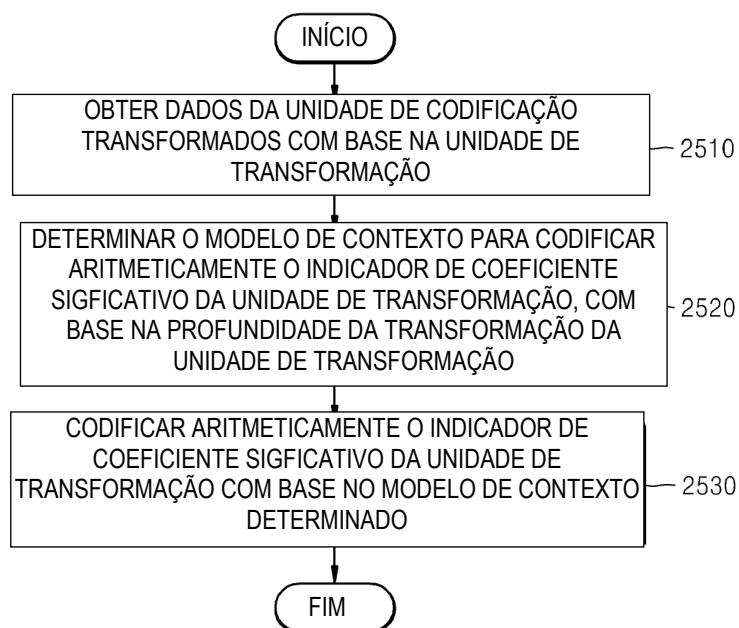 INÍCIO
OBTER DADOS DA UNIDADE DE CODIFICAÇÃO
TRANSFORMADOS COM BASE NA UNIDADE DE
TRANSFORMAÇÃO
2510
DETERMINAR O MODELO DE CONTEXTO PARA CODIFICAR
ARITMETICAMENTE O INDICADOR DE COEFICIENTE
SIGFICATIVO DA UNIDADE DE TRANSFORMAÇÃO, COM
BASE NA PROFUNDIDADE DA TRANSFORMAÇÃO DA
UNIDADE DE TRANSFORMAÇÃO
2520
CODIFICAR ARITMETICAMENTE O INDICADOR DE
COEFICIENTE SIGFICATIVO DA UNIDADE DE
TRANSFORMAÇÃO COM BASE NO MODELO DE CONTEXTO
DETERMINADO
2530
FIM